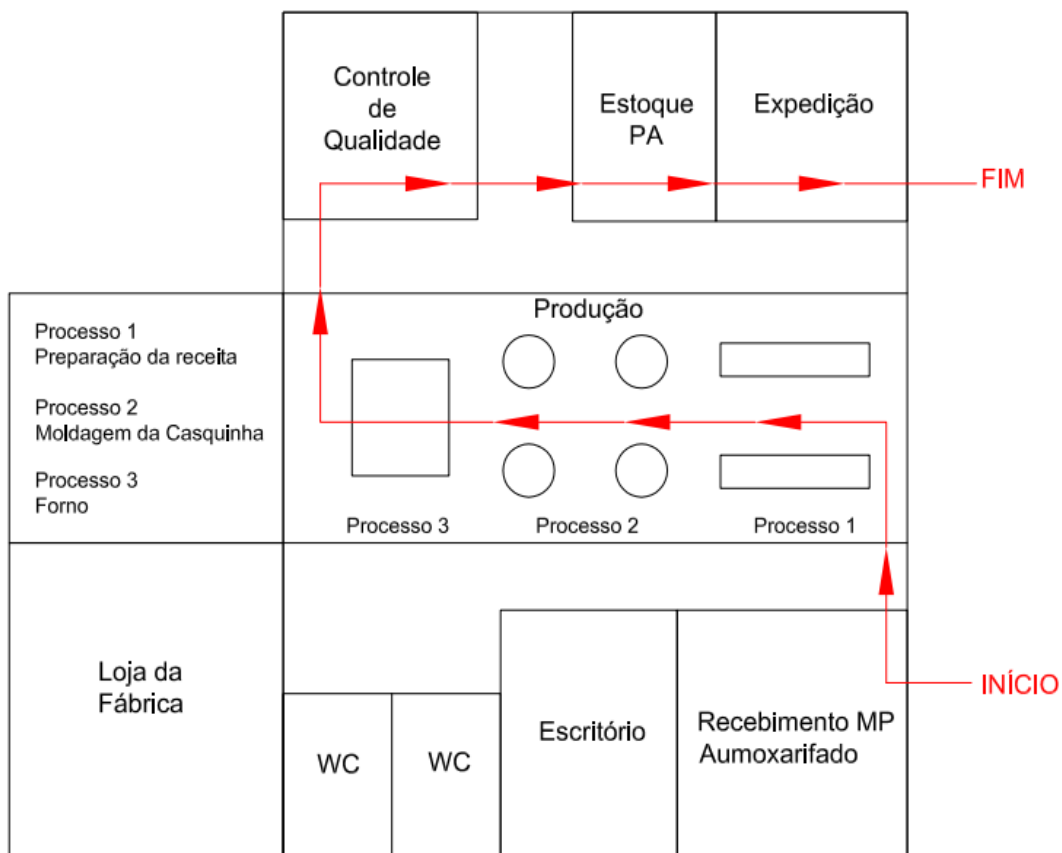 Controle
de
Qualidade
Estoque
PA
Expedição
FIM
Processo 1
Preparação da receita
Processo 2
Moldagem da Casquinha
Processo 3
Forno
Produção
Processo 3
Processo 2
Processo 1
Loja da
Fábrica
WC
WC
Escritório
Recebimento MP
Aumoxarifado
INÍCIO